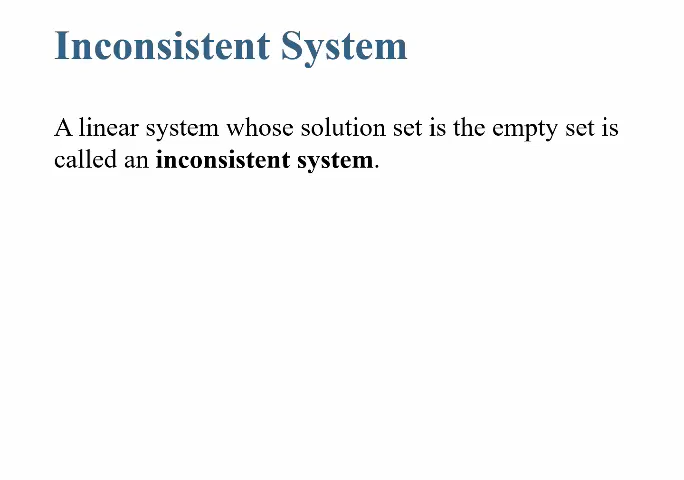 Inconsistent System
A linear system whose solution set is the empty set is
called an inconsistent system.